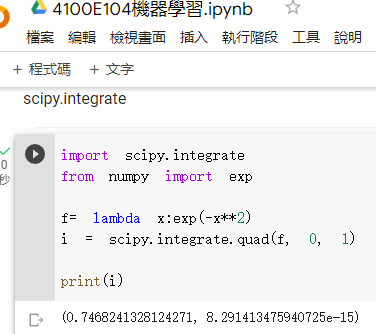 4100E104機器學習.ipynb
檔案 編輯 檢視畫面 插入 執行階段 工具 說明
+ 程式碼 + 文字
scipy.integrate
0
秒
import scipy.integrate
from numpy import exp
f= lambda x:exp(-x**2)
i = scipy.integrate.quad(f, 0, 1)
print(i)
(0.7468241328124271, 8.291413475940725e-15)